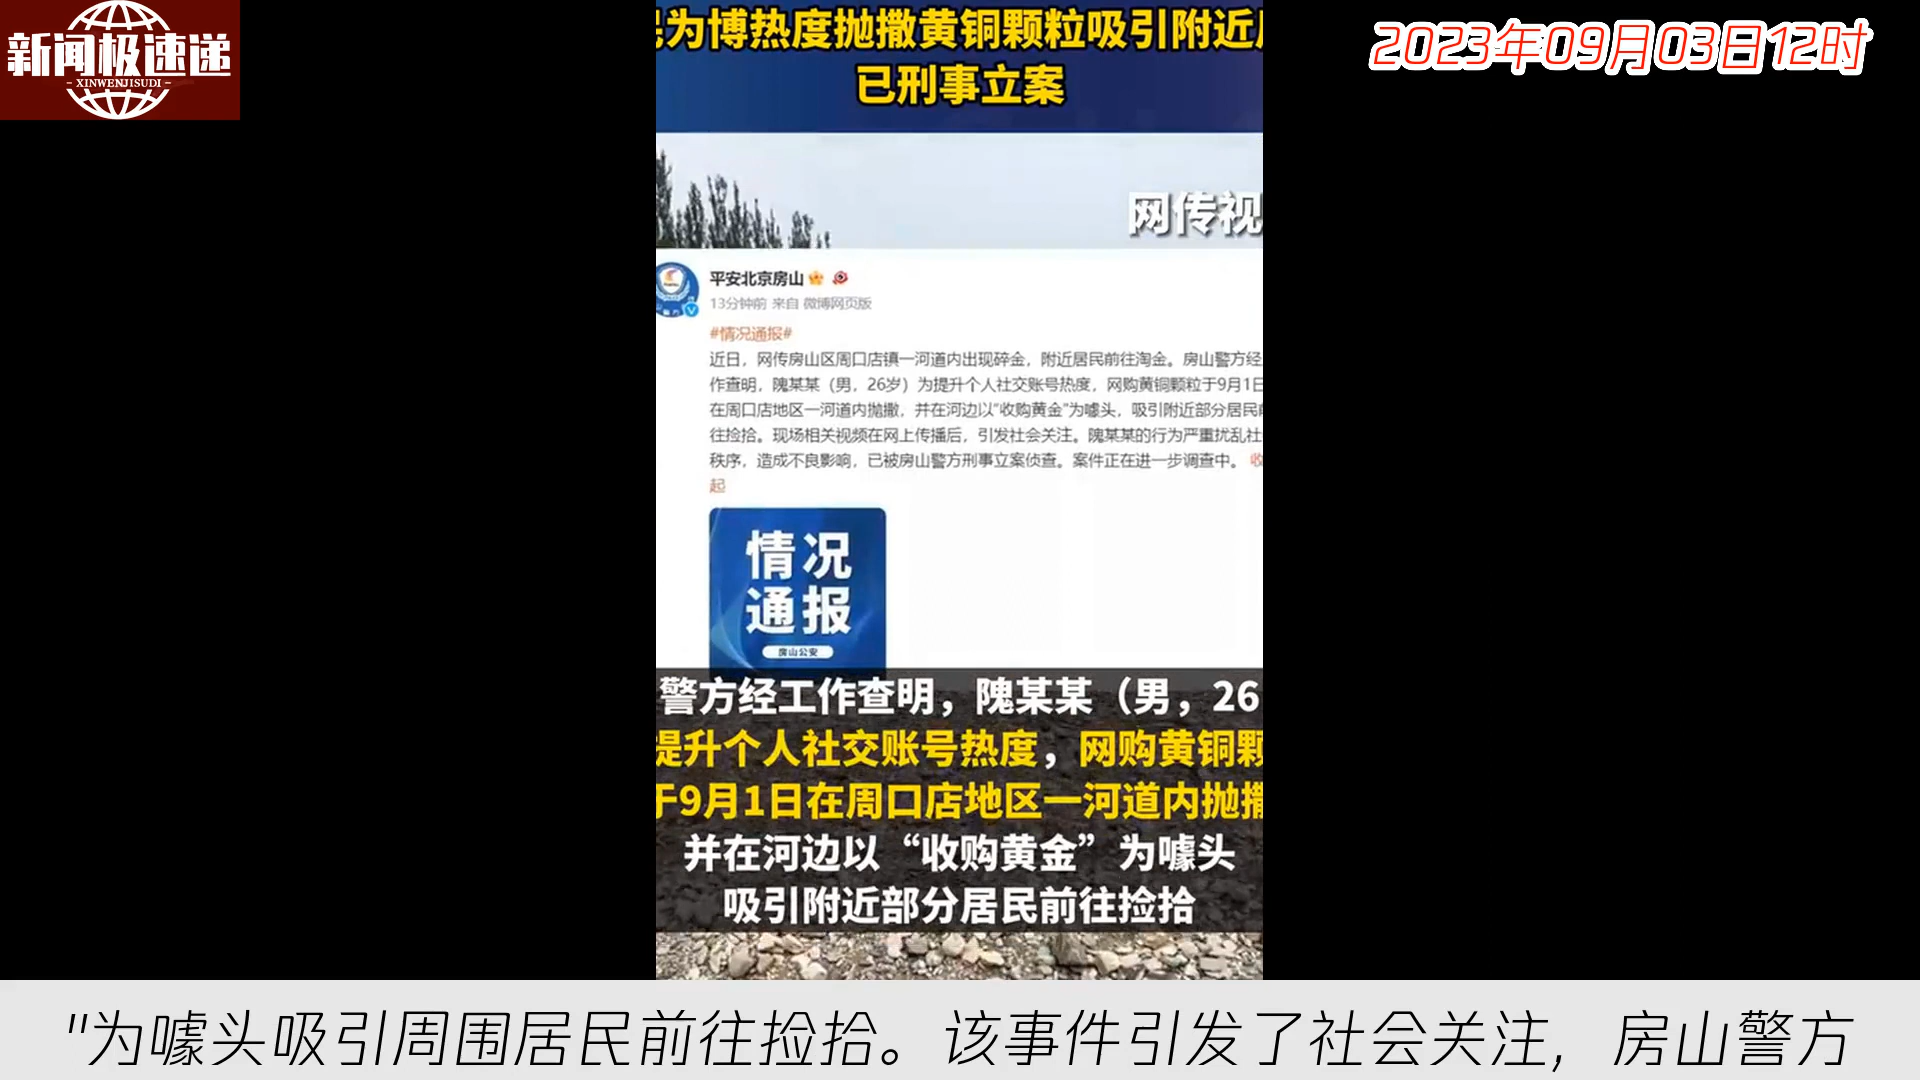 新闻极速递
- XINWENJISUDI -
2023年09月03日12时
为博热度抛撒黄铜颗粒吸引附近
已刑事立案
网传视
平安北京房山
13分钟前 来自 微博网页版
#情况通报#
近日，网传房山区周口店镇一河道内出现碎金，附近居民前往淘金。房山警方经
作查明，隗某某（男，26岁）为提升个人社交账号热度，网购黄铜颗粒于9月1日
在周口店地区一河道内抛撒，并在河边以“收购黄金”为噱头，吸引附近部分居民前
往捡拾。现场相关视频在网上传播后，引发社会关注。隗某某的行为严重扰乱社
秩序，造成不良影响，已被房山警方刑事立案侦查。案件正在进一步调查中。 收
起
情况
通报
房山公安
警方经工作查明，隗某某（男，26
提升个人社交账号热度，网购黄铜颗
于9月1日在周口店地区一河道内抛撒
并在河边以“收购黄金”为噱头
吸引附近部分居民前往捡拾
"为噱头吸引周围居民前往捡拾。该事件引发了社会关注，房山警方